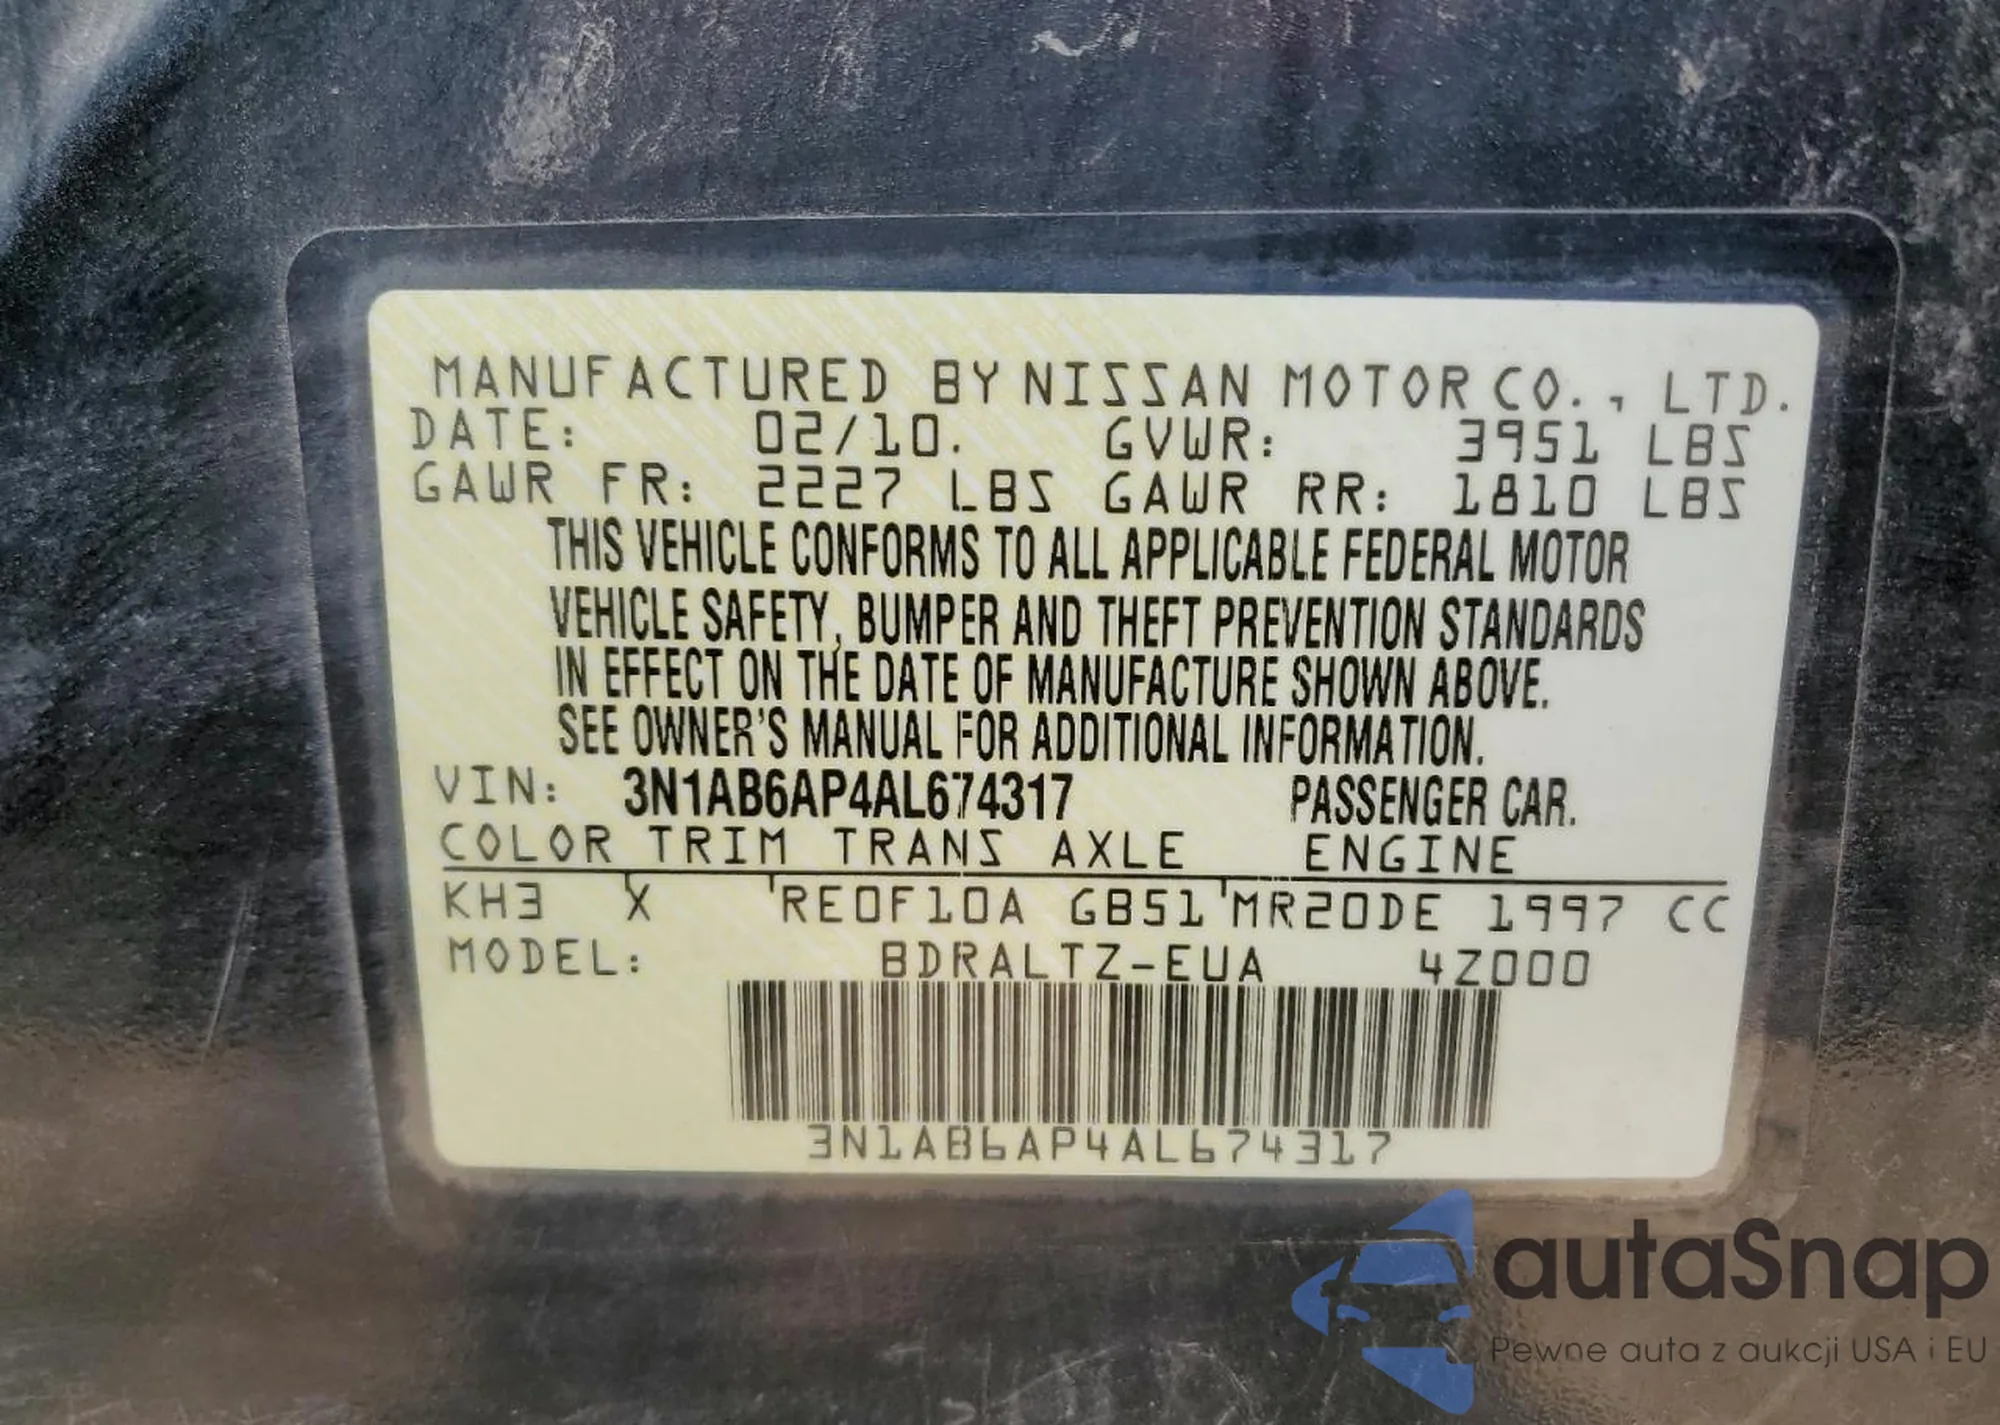 MANUFACTURED BY NISSAN MOTOR CO., LTD.
DATE: 02/10. GVWR: 3951 LBS
GAWR FR: 2227 LBS GAWR RR: 1810 LBS
THIS VEHICLE CONFORMS TO ALL APPLICABLE FEDERAL MOTOR
VEHICLE SAFETY, BUMPER AND THEFT PREVENTION STANDARDS
IN EFFECT ON THE DATE OF MANUFACTURE SHOWN ABOVE.
SEE OWNER'S MANUAL FOR ADDITIONAL INFORMATION.
VIN: 3N1AB6AP4AL674317 PASSENGER CAR.
COLOR TRIM TRANS AXLE ENGINE
KH3 X RE0F10A GB51 MR20DE 1997 CC
MODEL: BDRALTZ-EUA 4Z000
3N1AB6AP4AL674317
autaSnap
Pewne auta z aukcji USA i EU